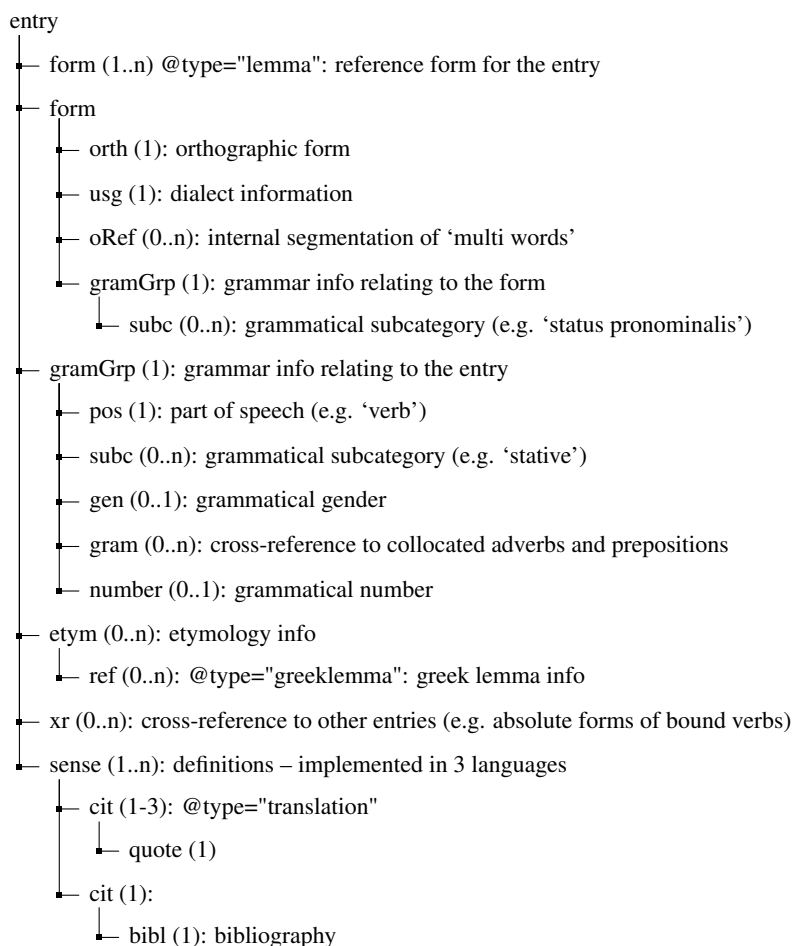 entry
form (1..n) @type="lemma": reference form for the entry
form
orth (1): orthographic form
usg (1): dialect information
oRef (0..n): internal segmentation of ‘multi words’
gramGrp (1): grammar info relating to the form
subc (0..n): grammatical subcategory (e.g. ‘status pronominalis’)
gramGrp (1): grammar info relating to the entry
pos (1): part of speech (e.g. ‘verb’)
subc (0..n): grammatical subcategory (e.g. ‘stative’)
gen (0..1): grammatical gender
gram (0..n): cross-reference to collocated adverbs and prepositions
number (0..1): grammatical number
etym (0..n): etymology info
ref (0..n): @type="greeklemma": greek lemma info
xr (0..n): cross-reference to other entries (e.g. absolute forms of bound verbs)
sense (1..n): definitions – implemented in 3 languages
cit (1-3): @type="translation"
quote (1)
cit (1):
bibl (1): bibliography